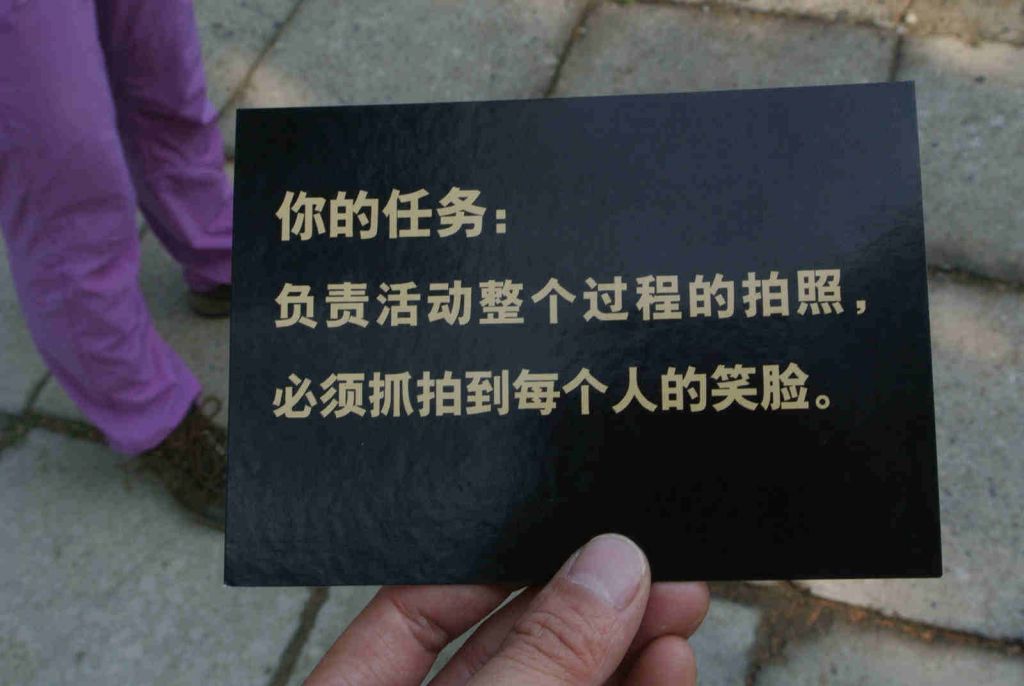 你的任务：
负责活动整个过程的拍照，
必须抓拍到每个人的笑脸。